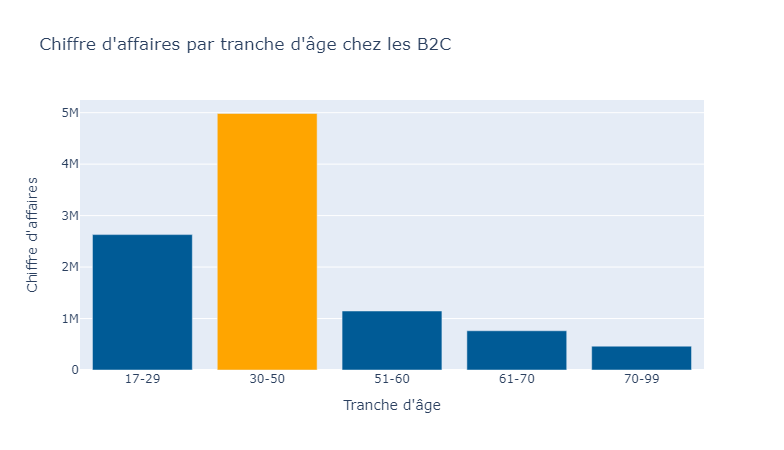 Chiffre d'affaires par tranche d'âge chez les B2C
Chiffre d'affaires
5M
4M
3M
2M
1M
0
17-29
30-50
51-60
61-70
70-99
Tranche d'âge